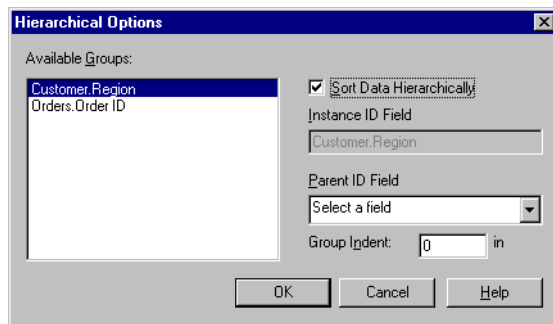 Hierarchical Options
Available Groups:
Customer.Region
Orders.Order ID
Sort Data Hierarchically
Instance ID Field
Customer.Region
Parent ID Field
Select a field
Group Indent: 0 in
OK Cancel Help